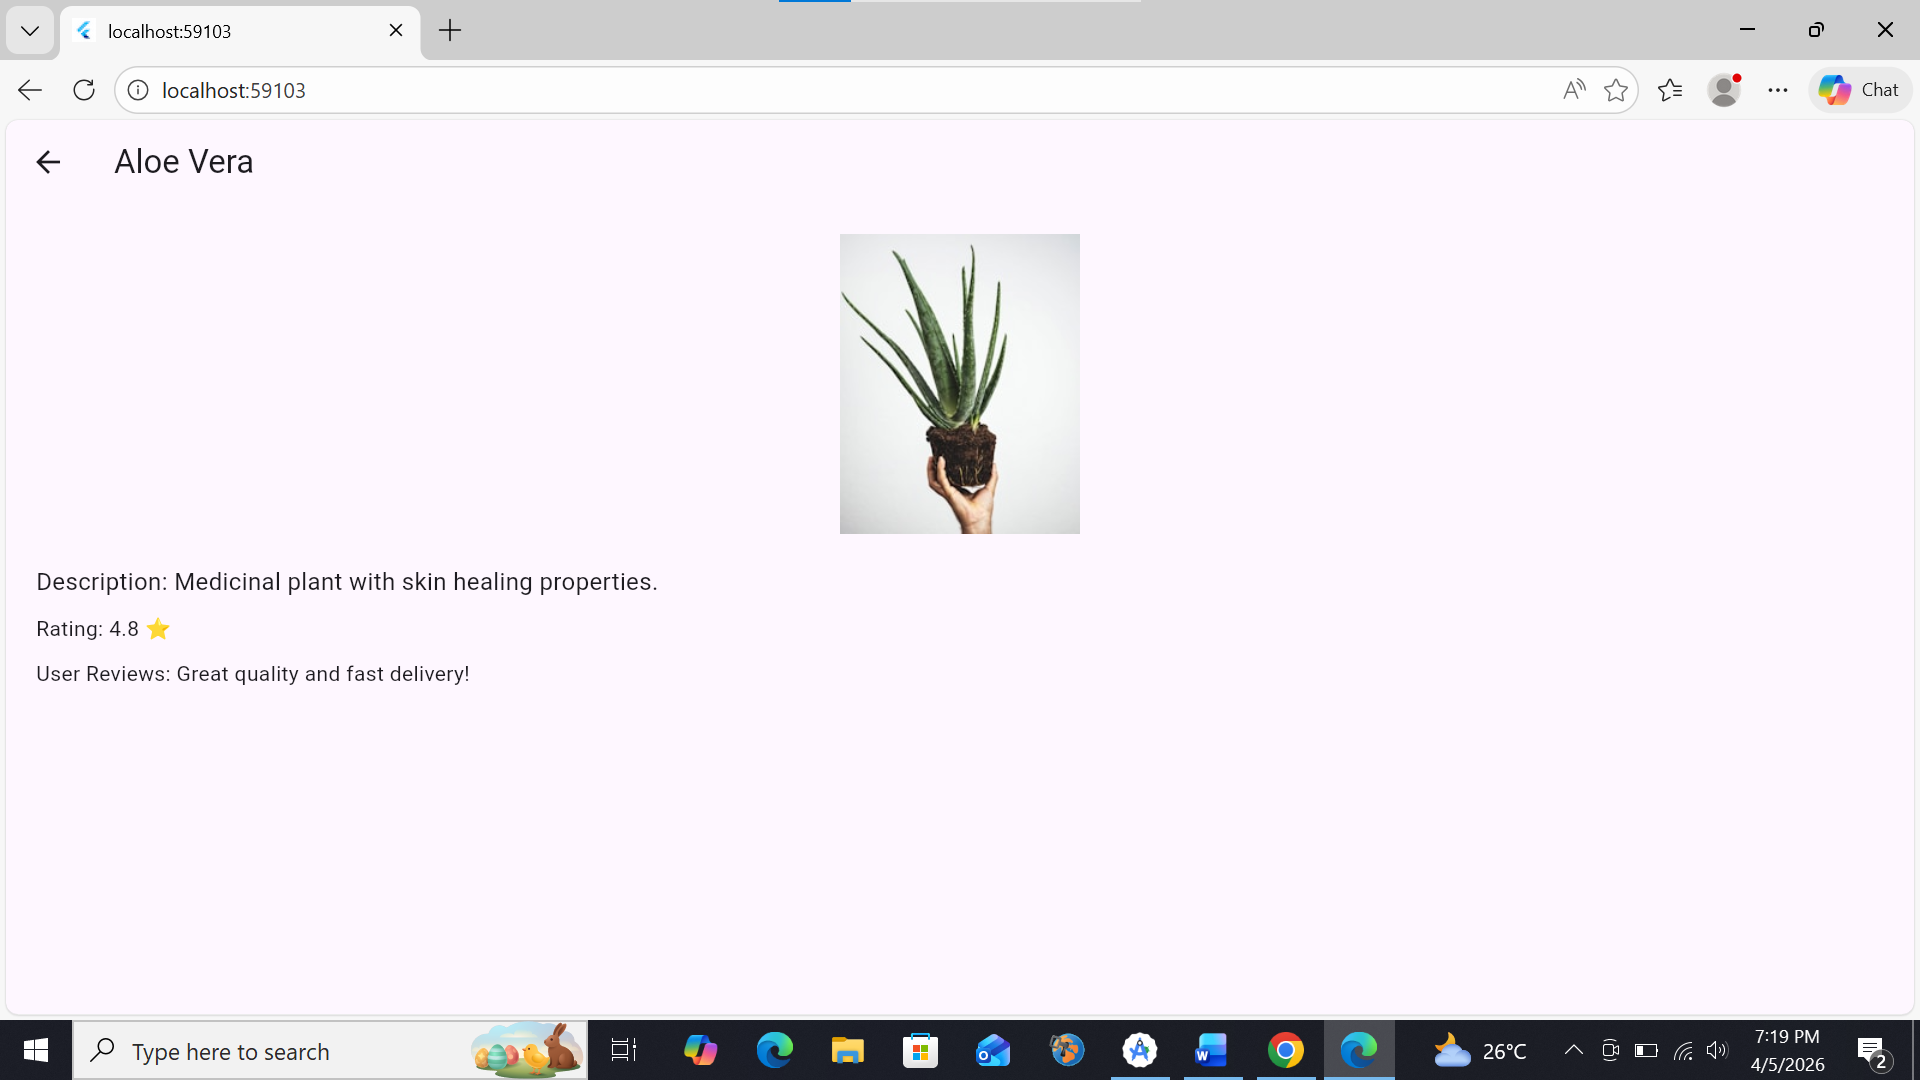 localhost:59103
localhost:59103
Chat
Aloe Vera
Description: Medicinal plant with skin healing properties.
Rating: 4.8 ⭐
User Reviews: Great quality and fast delivery!
Type here to search
26°C
7:19 PM
4/5/2026
2